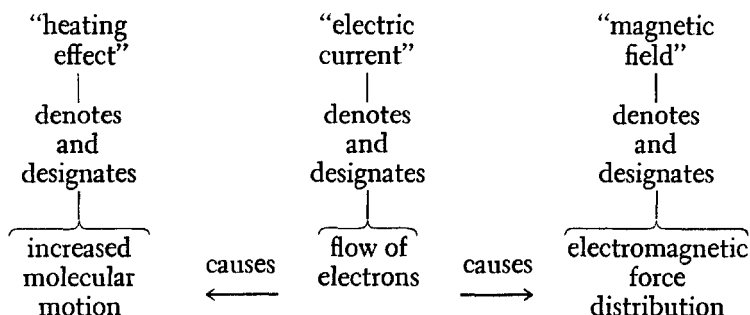 “heating effect”
“electric current”
“magnetic field”
denotes and designates
denotes and designates
denotes and designates
increased molecular motion
causes
flow of electrons
causes
electromagnetic force distribution